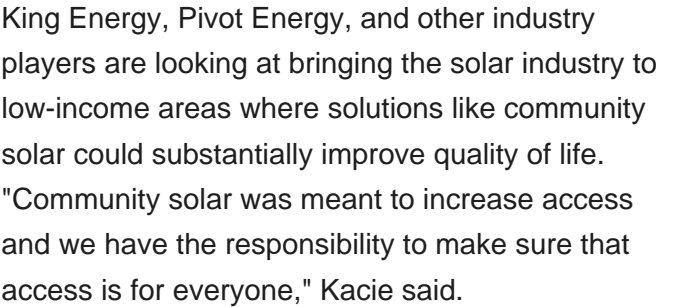 King Energy, Pivot Energy, and other industry
players are looking at bringing the solar industry to
low-income areas where solutions like community
solar could substantially improve quality of life.
"Community solar was meant to increase access
and we have the responsibility to make sure that
access is for everyone," Kacie said.